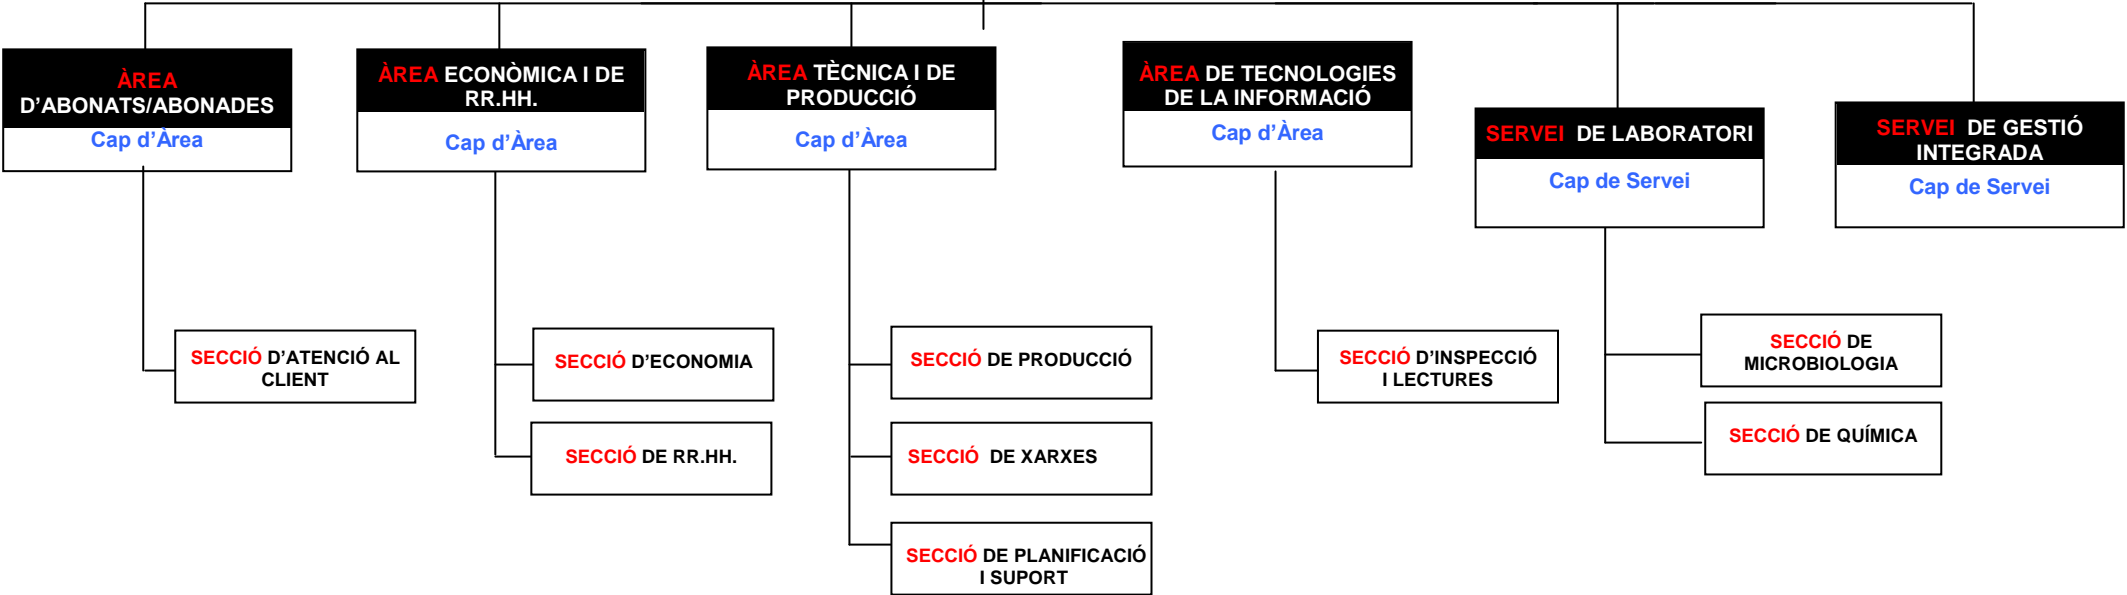 ÀREA
D'ABONATS/ABONADES
Cap d'Àrea
ÀREA ECONÒMICA I DE
RR.HH.
Cap d'Àrea
ÀREA TÈCNICA I DE
PRODUCCIÓ
Cap d'Àrea
ÀREA DE TECNOLOGIES
DE LA INFORMACIÓ
Cap d'Àrea
SERVEI DE LABORATORI
Cap de Servei
SERVEI DE GESTIÓ
INTEGRADA
Cap de Servei
SECCIÓ D'ATENCIÓ AL
CLIENT
SECCIÓ D'ECONOMIA
SECCIÓ DE RR.HH.
SECCIÓ DE PRODUCCIÓ
SECCIÓ DE XARXES
SECCIÓ DE PLANIFICACIÓ
I SUPORT
SECCIÓ D'INSPECCIÓ
I LECTURES
SECCIÓ DE
MICROBIOLOGIA
SECCIÓ DE QUÍMICA